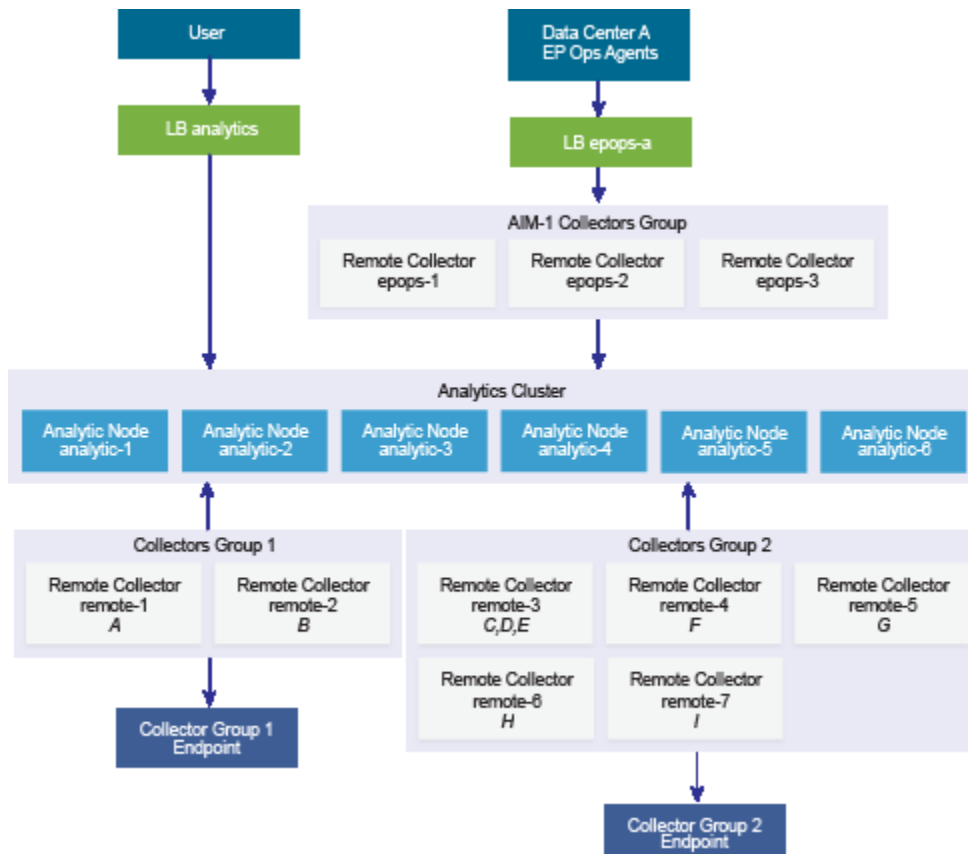 User
Data Center A
EP Ops Agents
LB analytics
LB epops-a
AIM-1 Collectors Group
Remote Collector
epops-1
Remote Collector
epops-2
Remote Collector
epops-3
Analytics Cluster
Analytic Node
analytic-1
Analytic Node
analytic-2
Analytic Node
analytic-3
Analytic Node
analytic-4
Analytic Node
analytic-5
Analytic Node
analytic-6
Collectors Group 1
Remote Collector
remote-1
A
Remote Collector
remote-2
B
Collector Group 1
Endpoint
Collectors Group 2
Remote Collector
remote-3
C,D,E
Remote Collector
remote-4
F
Remote Collector
remote-5
G
Remote Collector
remote-6
H
Remote Collector
remote-7
I
Collector Group 2
Endpoint